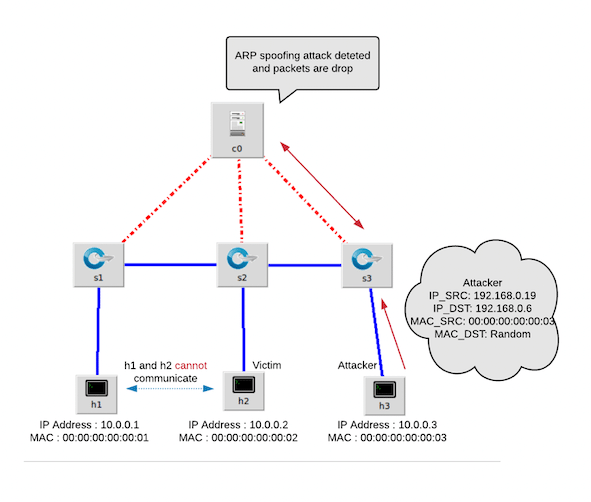 ARP spoofing attack deteted
and packets are drop
c0
s1
s2
s3
Attacker
IP_SRC: 192.168.0.19
IP_DST: 192.168.0.6
MAC_SRC: 00:00:00:00:00:03
MAC_DST: Random
h1 and h2 cannot
communicate
Victim
Attacker
h1
h2
h3
IP Address : 10.0.0.1
MAC : 00:00:00:00:00:01
IP Address : 10.0.0.2
MAC : 00:00:00:00:00:02
IP Address : 10.0.0.3
MAC : 00:00:00:00:00:03